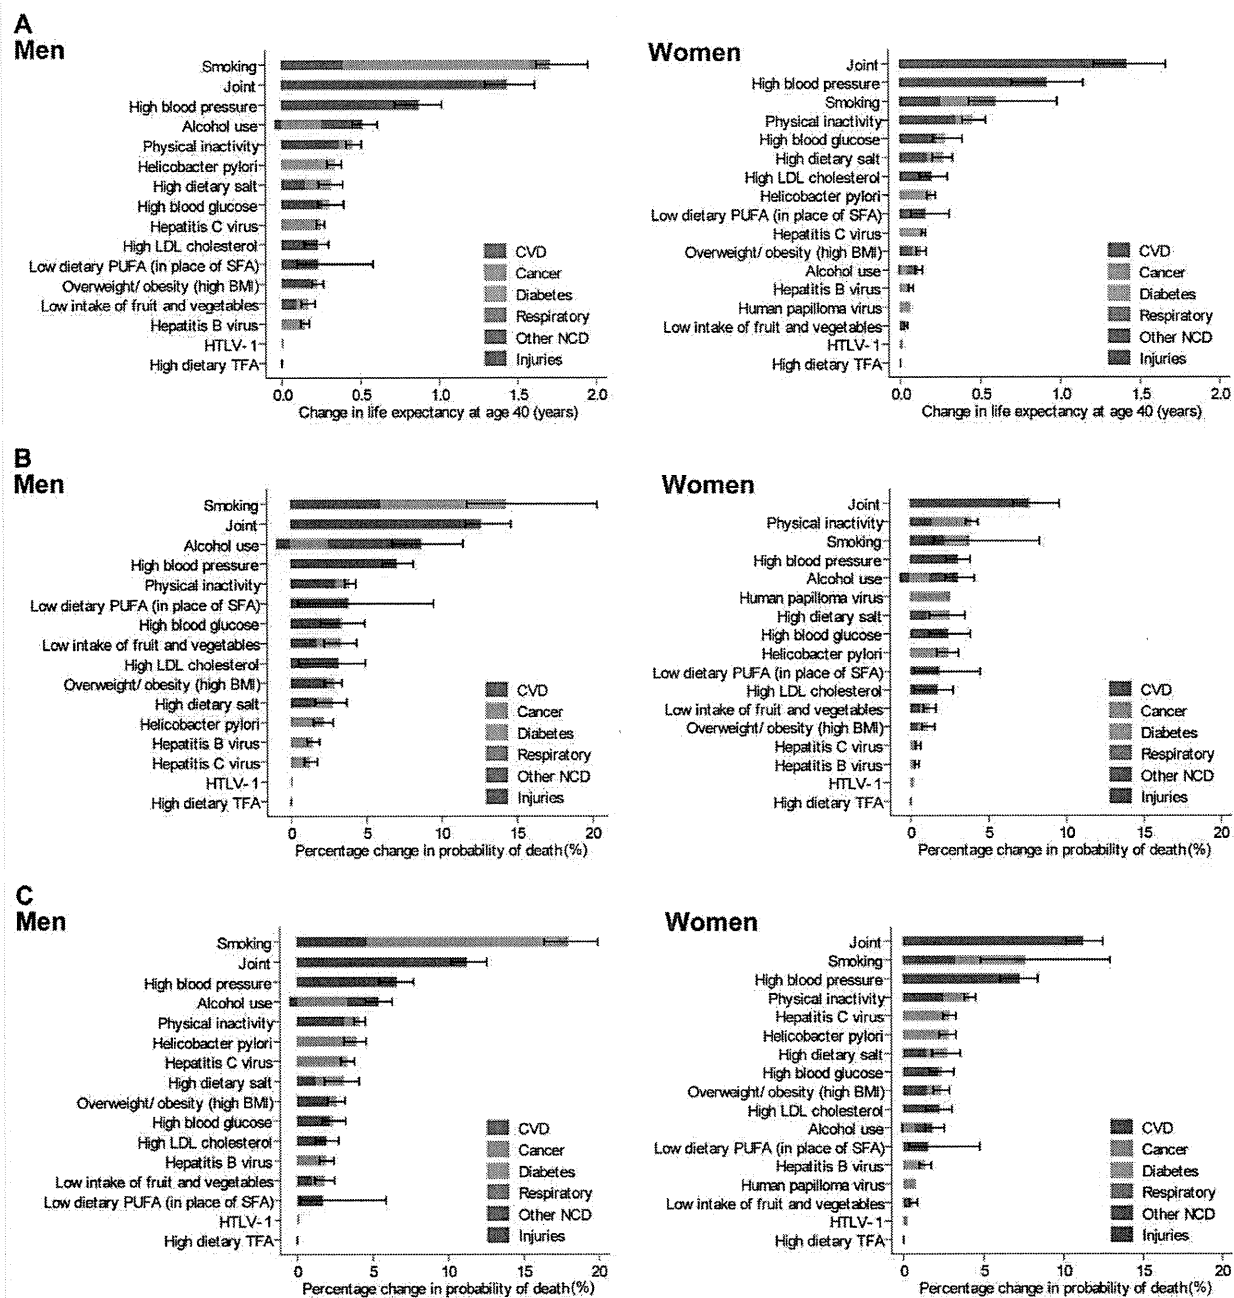 A
Men
Smoking
Joint
High blood pressure
Alcohol use
Physical inactivity
Helicobacter pylori
High dietary salt
High blood glucose
Hepatitis C virus
High LDL cholesterol
Low dietary PUFA (in place of SFA)
Overweight/ obesity (high BMI)
Low intake of fruit and vegetables
Hepatitis B virus
HTLV-1
High dietary TFA
CVD
Cancer
Diabetes
Respiratory
Other NCD
Injuries
0.0 0.5 1.0 1.5 2.0
Change in life expectancy at age 40 (years)
Women
Joint
High blood pressure
Smoking
Physical inactivity
High blood glucose
High dietary salt
High LDL cholesterol
Helicobacter pylori
Low dietary PUFA (in place of SFA)
Hepatitis C virus
Overweight/ obesity (high BMI)
Alcohol use
Hepatitis B virus
Human papilloma virus
Low intake of fruit and vegetables
HTLV-1
High dietary TFA
CVD
Cancer
Diabetes
Respiratory
Other NCD
Injuries
0.0 0.5 1.0 1.5 2.0
Change in life expectancy at age 40 (years)
B
Men
Smoking
Joint
Alcohol use
High blood pressure
Physical inactivity
Low dietary PUFA (in place of SFA)
High blood glucose
Low intake of fruit and vegetables
High LDL cholesterol
Overweight/ obesity (high BMI)
High dietary salt
Helicobacter pylori
Hepatitis B virus
Hepatitis C virus
HTLV-1
High dietary TFA
CVD
Cancer
Diabetes
Respiratory
Other NCD
Injuries
0 5 10 15 20
Percentage change in probability of death(%)
Women
Joint
Physical inactivity
Smoking
High blood pressure
Alcohol use
Human papilloma virus
High dietary salt
High blood glucose
Helicobacter pylori
Low dietary PUFA (in place of SFA)
High LDL cholesterol
Low intake of fruit and vegetables
Overweight/ obesity (high BMI)
Hepatitis C virus
Hepatitis B virus
HTLV-1
High dietary TFA
CVD
Cancer
Diabetes
Respiratory
Other NCD
Injuries
0 5 10 15 20
Percentage change in probability of death(%)
C
Men
Smoking
Joint
High blood pressure
Alcohol use
Physical inactivity
Helicobacter pylori
Hepatitis C virus
High dietary salt
Overweight/ obesity (high BMI)
High blood glucose
High LDL cholesterol
Hepatitis B virus
Low intake of fruit and vegetables
Low dietary PUFA (in place of SFA)
HTLV-1
High dietary TFA
CVD
Cancer
Diabetes
Respiratory
Other NCD
Injuries
0 5 10 15 20
Percentage change in probability of death(%)
Women
Joint
Smoking
High blood pressure
Physical inactivity
Hepatitis C virus
Helicobacter pylori
High dietary salt
High blood glucose
Overweight/ obesity (high BMI)
High LDL cholesterol
Alcohol use
Low dietary PUFA (in place of SFA)
Hepatitis B virus
Human papilloma virus
Low intake of fruit and vegetables
HTLV-1
High dietary TFA
CVD
Cancer
Diabetes
Respiratory
Other NCD
Injuries
0 5 10 15 20
Percentage change in probability of death(%)